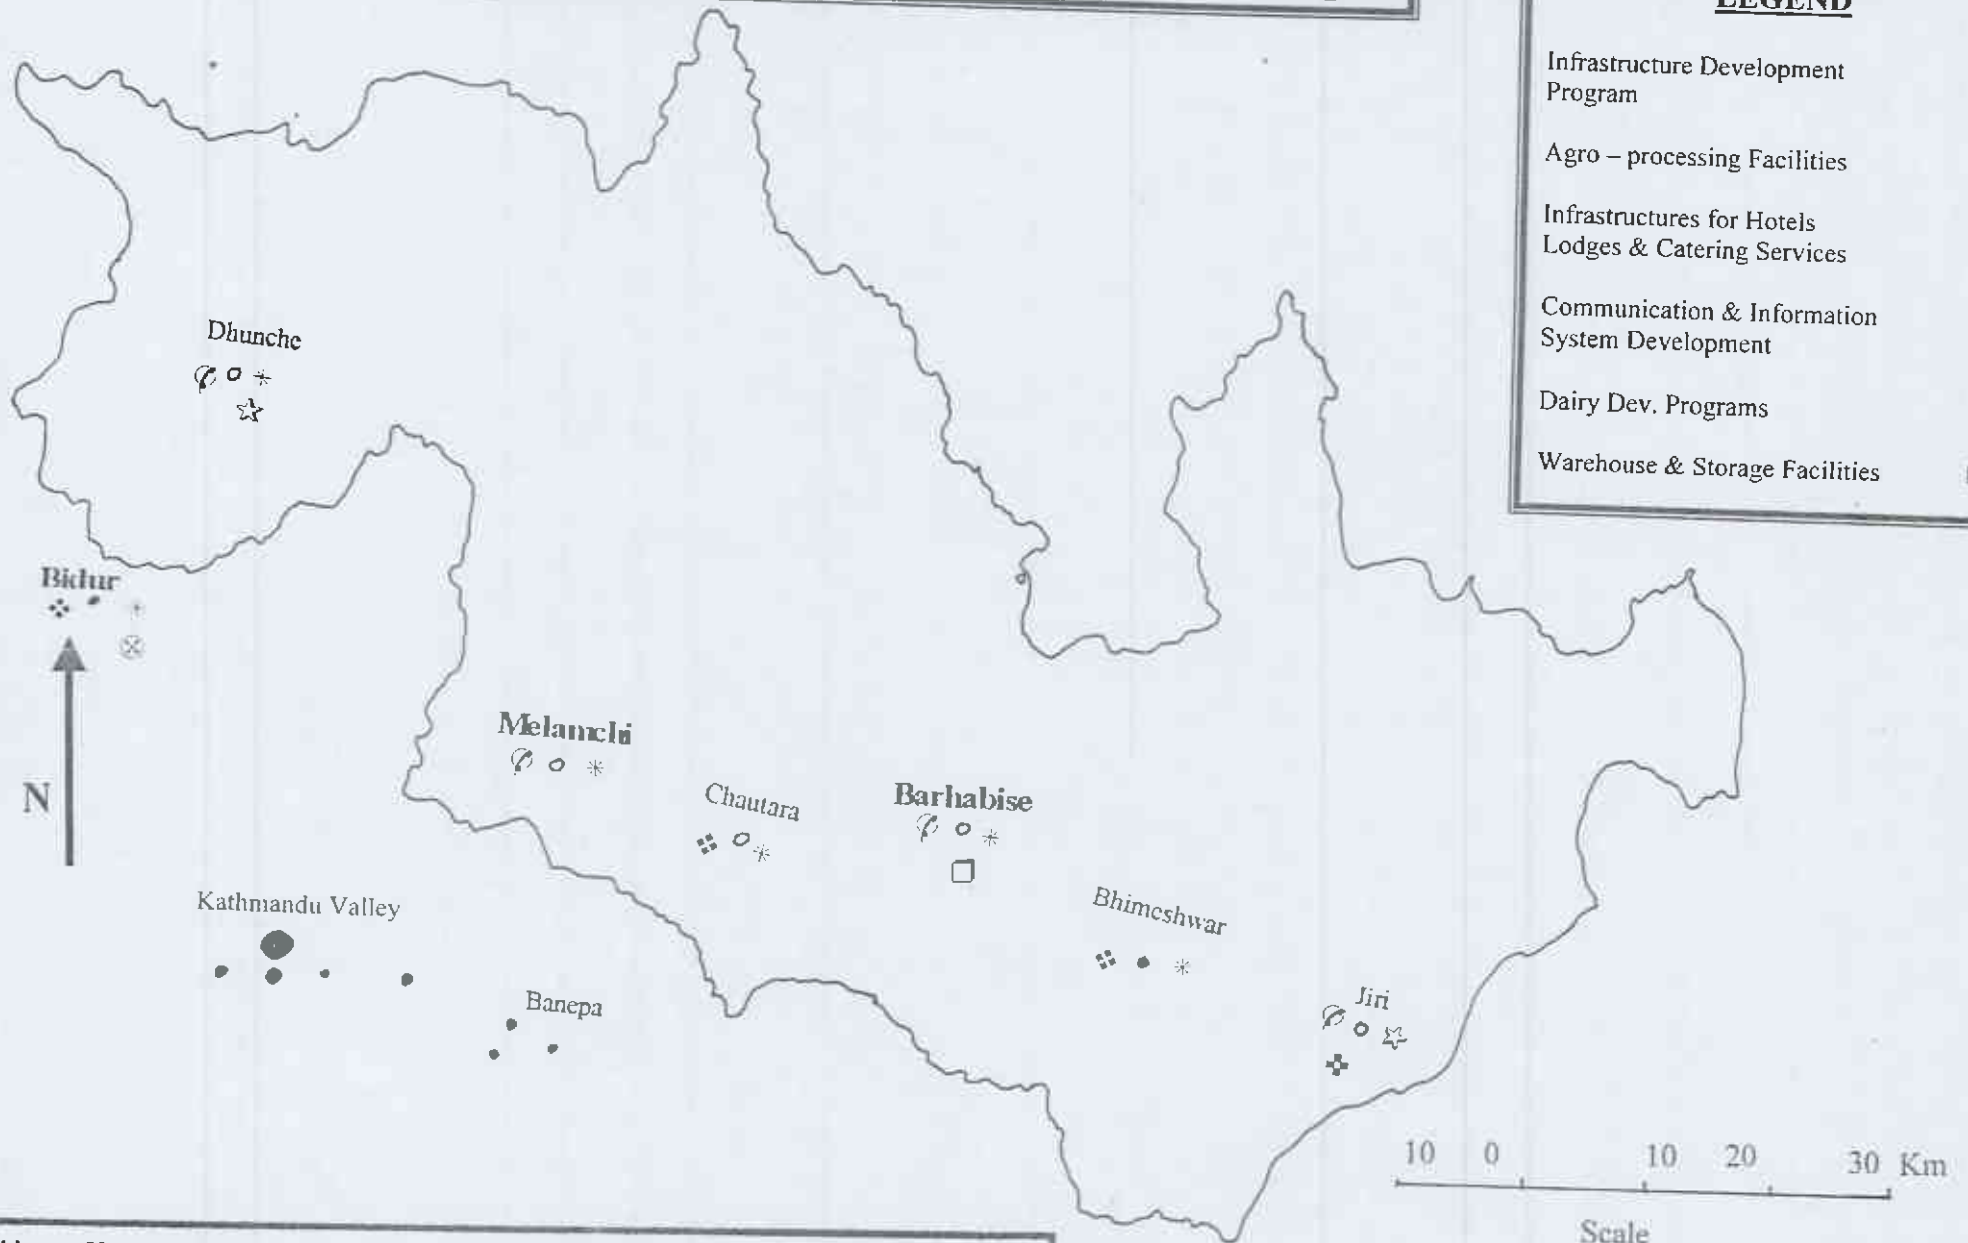 LEGEND
Infrastructure Development
Program
Agro – processing Facilities
Infrastructures for Hotels
Lodges & Catering Services
Communication & Information
System Development
Dairy Dev. Programs
Warehouse & Storage Facilities
Dhunche
Bidur
N
Melamchi
Chautara
Barhabise
Bhimeshwar
Kathmandu Valley
Banepa
Jiri
10 0 10 20 30 Km
Scale